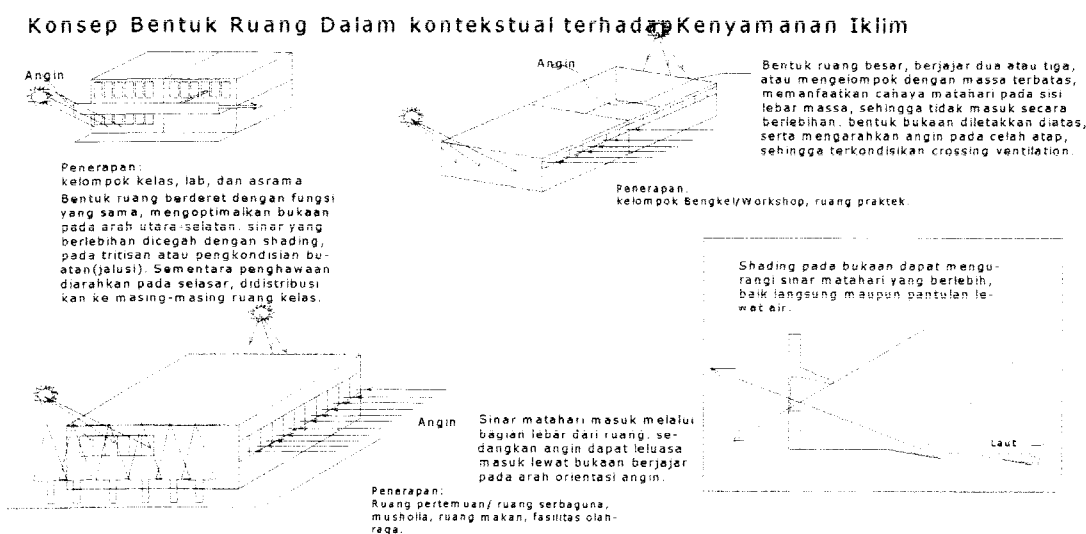 Konsep Bentuk Ruang Dalam kontekstual terhadap Kenyamanan Iklim
Angin
Penerapan:
kelompok kelas, lab, dan asrama
Bentuk ruang berderet dengan fungsi
yang sama, mengoptimalkan bukaan
pada arah utara-selatan. sinar yang
berlebihan dicegah dengan shading,
pada tritisan atau pengkondisian bu-
atan(jalusi). Sementara penghawaan
diarahkan pada selasar, didistribusi
kan ke masing-masing ruang kelas.
Angin
Bentuk ruang besar, berjajar dua atau tiga,
atau mengelompok dengan massa terbatas,
memanfaatkan cahaya matahari pada sisi
lebar massa, sehingga tidak masuk secara
berlebihan. bentuk bukaan diletakkan diatas,
serta mengarahkan angin pada celah atap,
sehingga terkondisikan crossing ventilation.
Penerapan:
kelompok Bengkel/Workshop, ruang praktek.
Shading pada bukaan dapat mengu-
rangi sinar matahari yang berlebih,
baik langsung maupun pantulan le-
wat air.
Laut
Angin
Sinar matahari masuk melalui
bagian lebar dari ruang. se-
dangkan angin dapat leluasa
masuk lewat bukaan berjajar
pada arah orientasi angin.
Penerapan:
Ruang pertemuan/ ruang serbaguna,
musholla, ruang makan, fasilitas olah-
raga.